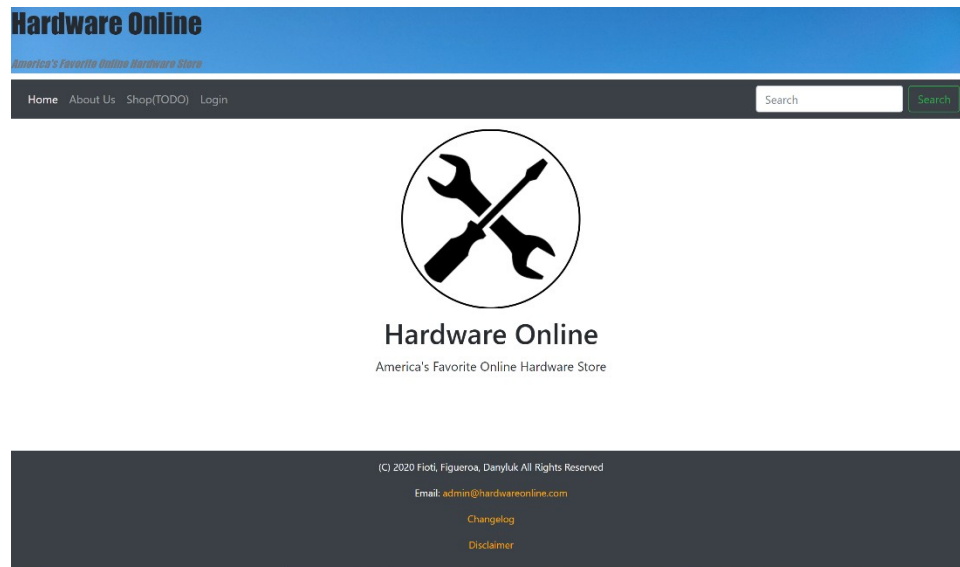 Hardware Online
America's Favorite Online Hardware Store
Home About Us Shop(TODO) Login Search Search
Hardware Online
America's Favorite Online Hardware Store
(C) 2020 Fioti, Figueroa, Danyluk All Rights Reserved
Email: admin@hardwareonline.com
Changelog
Disclaimer